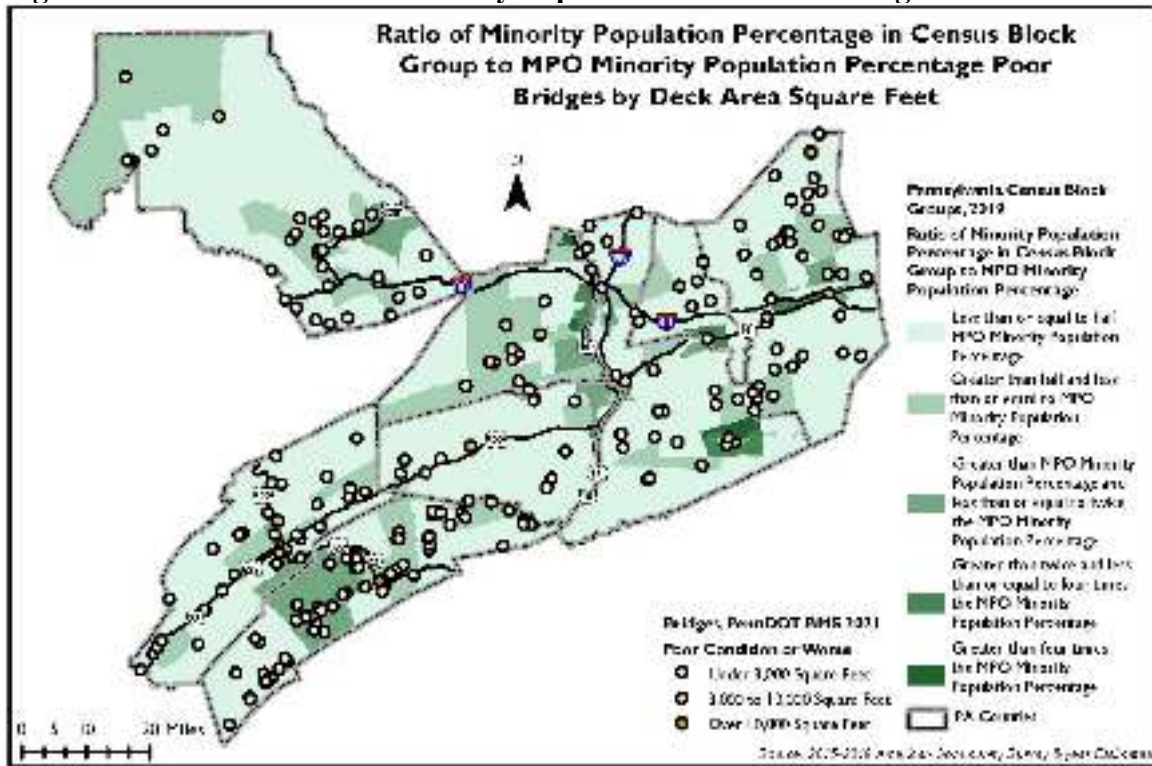 Ratio of Minority Population Percentage in Census Block
Group to MPO Minority Population Percentage Poor
Bridges by Deck Area Square Feet
Pennsylvania Census Block
Groups, 2019
Ratio of Minority Population
Percentage in Census Block
Group to MPO Minority
Population Percentage
Less than or equal to half
MPO Minority Population
Percentage
Greater than half and less
than or equal to MPO
Minority Population
Percentage
Greater than MPO Minority
Population Percentage and
less than or equal to twice
the MPO Minority
Population Percentage
Greater than twice and less
than or equal to four times
the MPO Minority
Population Percentage
Greater than four times
the MPO Minority
Population Percentage
PA Counties
Bridges, PennDOT BMS 2021
Poor Condition or Worse
Under 3,000 Square Feet
3,000 to 10,000 Square Feet
Over 10,000 Square Feet
0 5 10 20 Miles